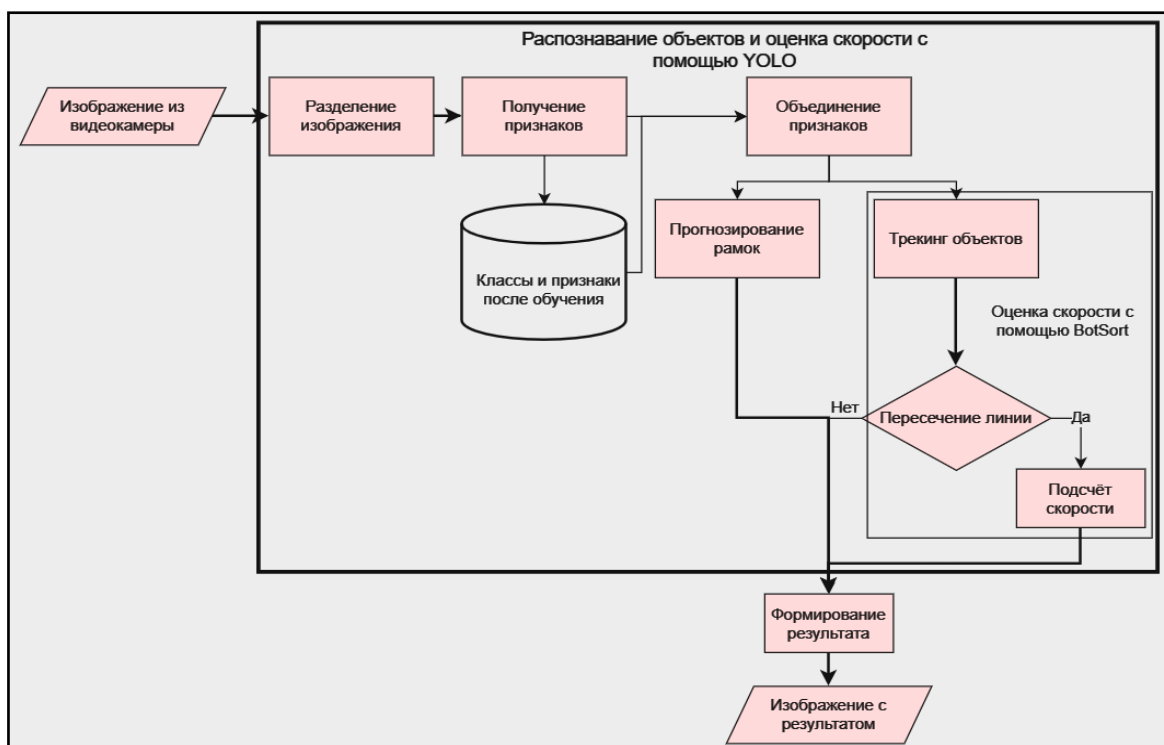 Распознавание объектов и оценка скорости с
помощью YOLO
Изображение из
видеокамеры
Разделение
изображения
Получение
признаков
Объединение
признаков
Классы и признаки
после обучения
Прогнозирование
рамок
Трекинг объектов
Оценка скорости с
помощью BotSort
Нет
Пересечение линии
Да
Подсчёт
скорости
Формирование
результата
Изображение с
результатом